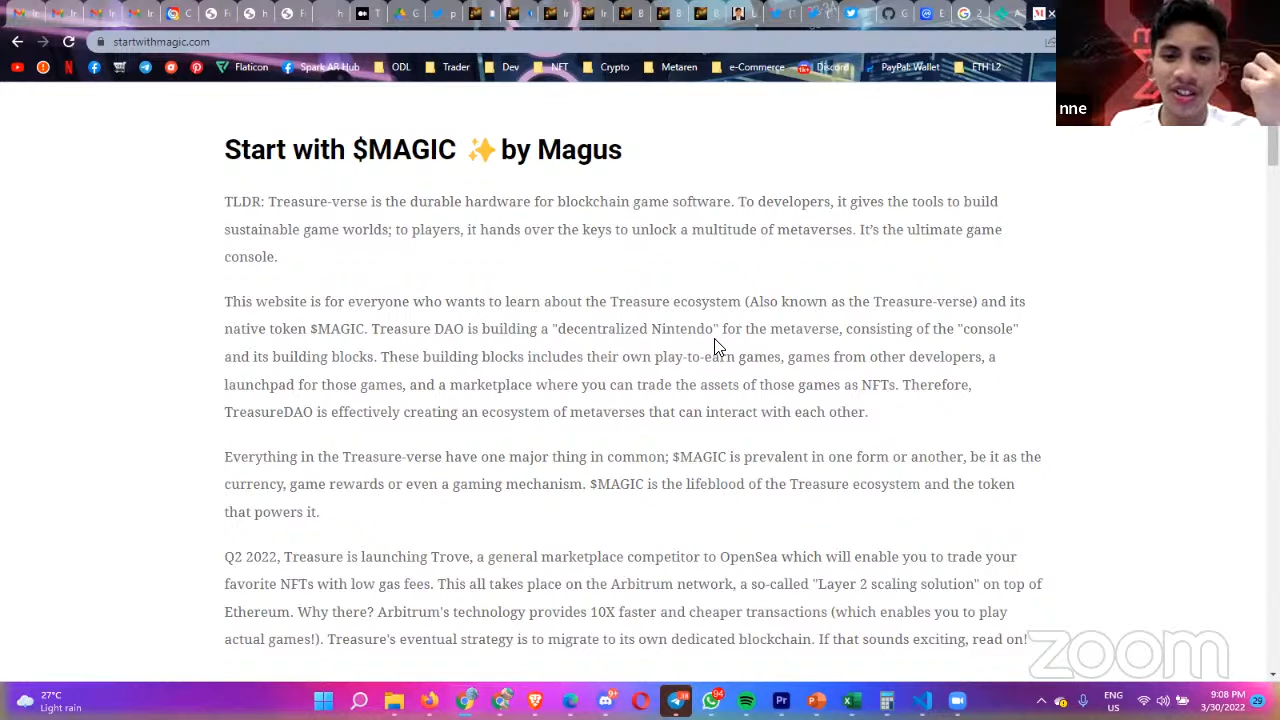 startwithmagic.com
Flaticon
Spark AR Hub
ODL
Trader
Dev
NFT
Crypto
Metaren
e-Commerce
Discord
PayPal: Wallet
ETH L2
nne
Start with $MAGIC ✨ by Magus
TLDR: Treasure-verse is the durable hardware for blockchain game software. To developers, it gives the tools to build
sustainable game worlds; to players, it hands over the keys to unlock a multitude of metaverses. It’s the ultimate game
console.
This website is for everyone who wants to learn about the Treasure ecosystem (Also known as the Treasure-verse) and its
native token $MAGIC. Treasure DAO is building a "decentralized Nintendo" for the metaverse, consisting of the "console"
and its building blocks. These building blocks includes their own play-to-earn games, games from other developers, a
launchpad for those games, and a marketplace where you can trade the assets of those games as NFTs. Therefore,
TreasureDAO is effectively creating an ecosystem of metaverses that can interact with each other.
Everything in the Treasure-verse have one major thing in common; $MAGIC is prevalent in one form or another, be it as the
currency, game rewards or even a gaming mechanism. $MAGIC is the lifeblood of the Treasure ecosystem and the token
that powers it.
Q2 2022, Treasure is launching Trove, a general marketplace competitor to OpenSea which will enable you to trade your
favorite NFTs with low gas fees. This all takes place on the Arbitrum network, a so-called "Layer 2 scaling solution" on top of
Ethereum. Why there? Arbitrum's technology provides 10X faster and cheaper transactions (which enables you to play
actual games!). Treasure's eventual strategy is to migrate to its own dedicated blockchain. If that sounds exciting, read on!
zoom
27°C
Light rain
94
ENG
US
9:08 PM
3/30/2022
29